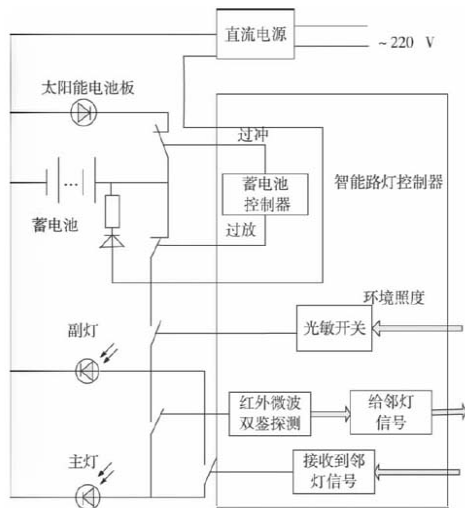 直流电源
~220 V
太阳能电池板
过冲
蓄电池
控制器
智能路灯控制器
蓄电池
过放
环境照度
光敏开关
副灯
红外微波
双鉴探测
给邻灯
信号
主灯
接收到邻
灯信号